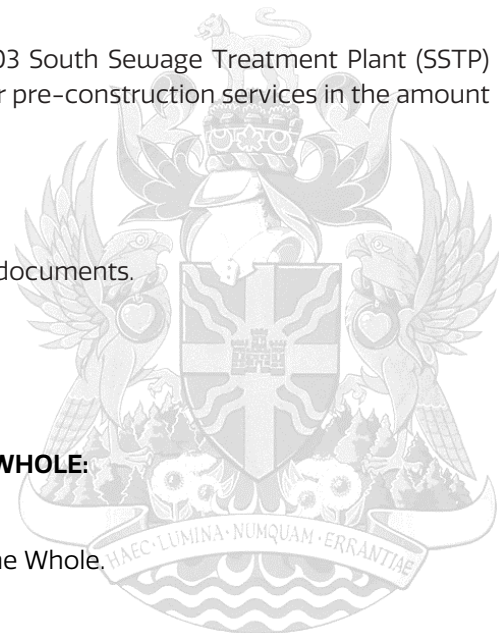 03 South Sewage Treatment Plant (SSTP)
r pre-construction services in the amount
documents.
WHOLE:
ne Whole.
HAEC·LUMINA·NUMQUAM·ERRANTIAE